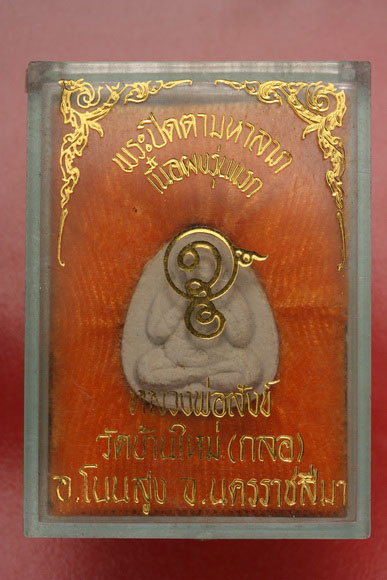 พระปิดตามหาลาภ
เนื้อผงรุ่นแรก
หลวงพ่อสังข์
วัดบ้านใหม่(กลอ)
อ.โนนสูง จ.นครราชสีมา